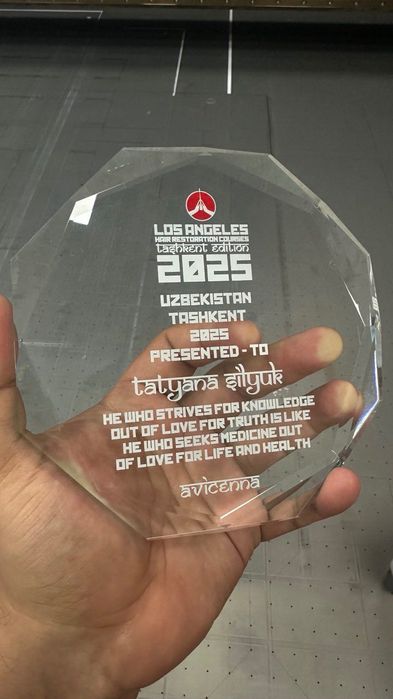 LOS ANGELES
HAIR RESTORATION COURSES
tashkent edition
2025
UZBEKISTAN
TASHKENT
2025
PRESENTED - TO
tatyana silyuk
HE WHO STRIVES FOR KNOWLEDGE
OUT OF LOVE FOR TRUTH IS LIKE
HE WHO SEEKS MEDICINE OUT
OF LOVE FOR LIFE AND HEALTH
avicenna